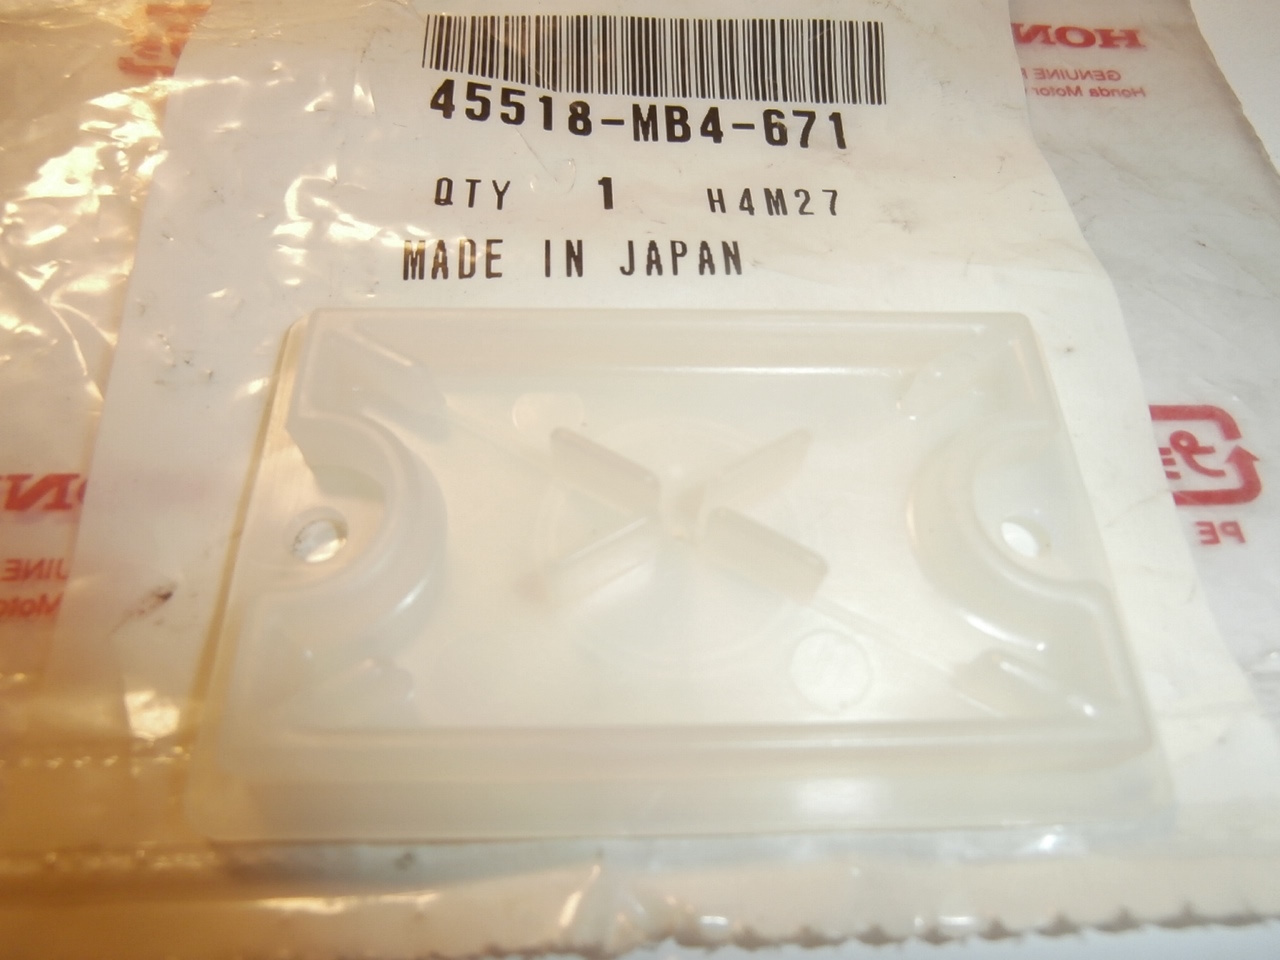 45518-MB4-671
QTY 1 H4M27
MADE IN JAPAN
HON
GENUINE
Honda Motor
PE